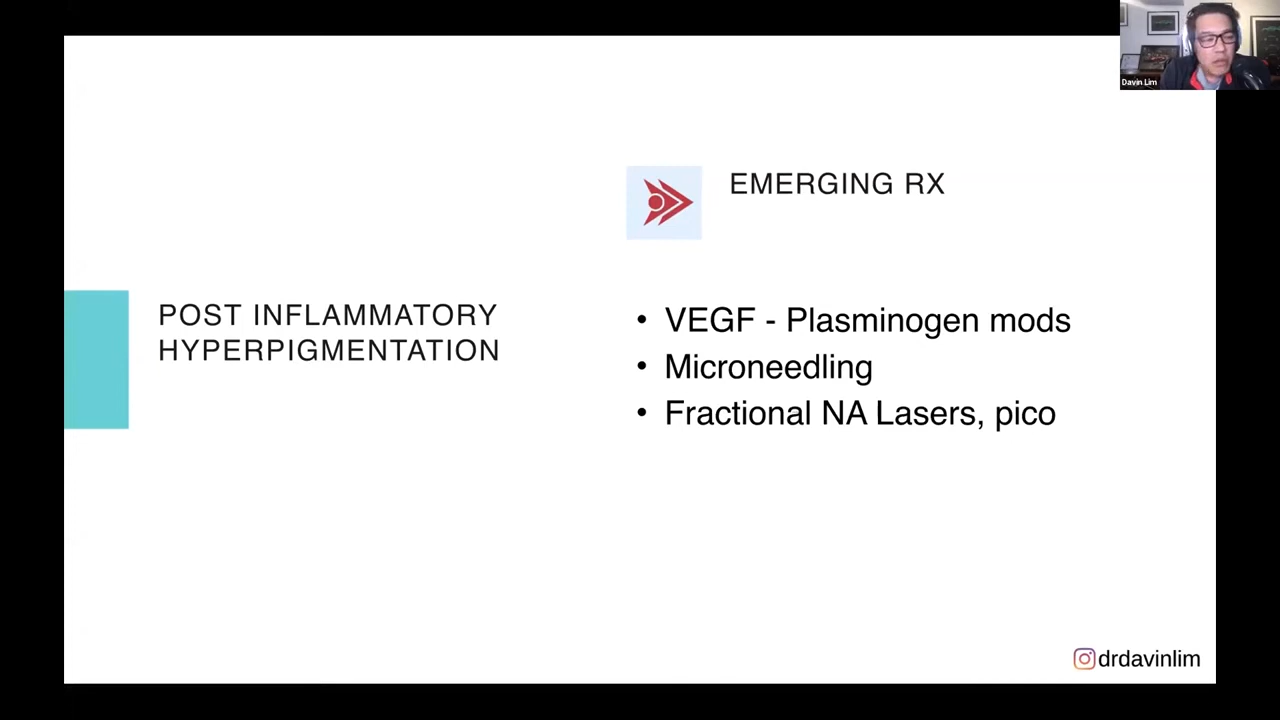 Davin Lim
EMERGING RX
POST INFLAMMATORY
HYPERPIGMENTATION
• VEGF - Plasminogen mods
• Microneedling
• Fractional NA Lasers, pico
drdavinlim